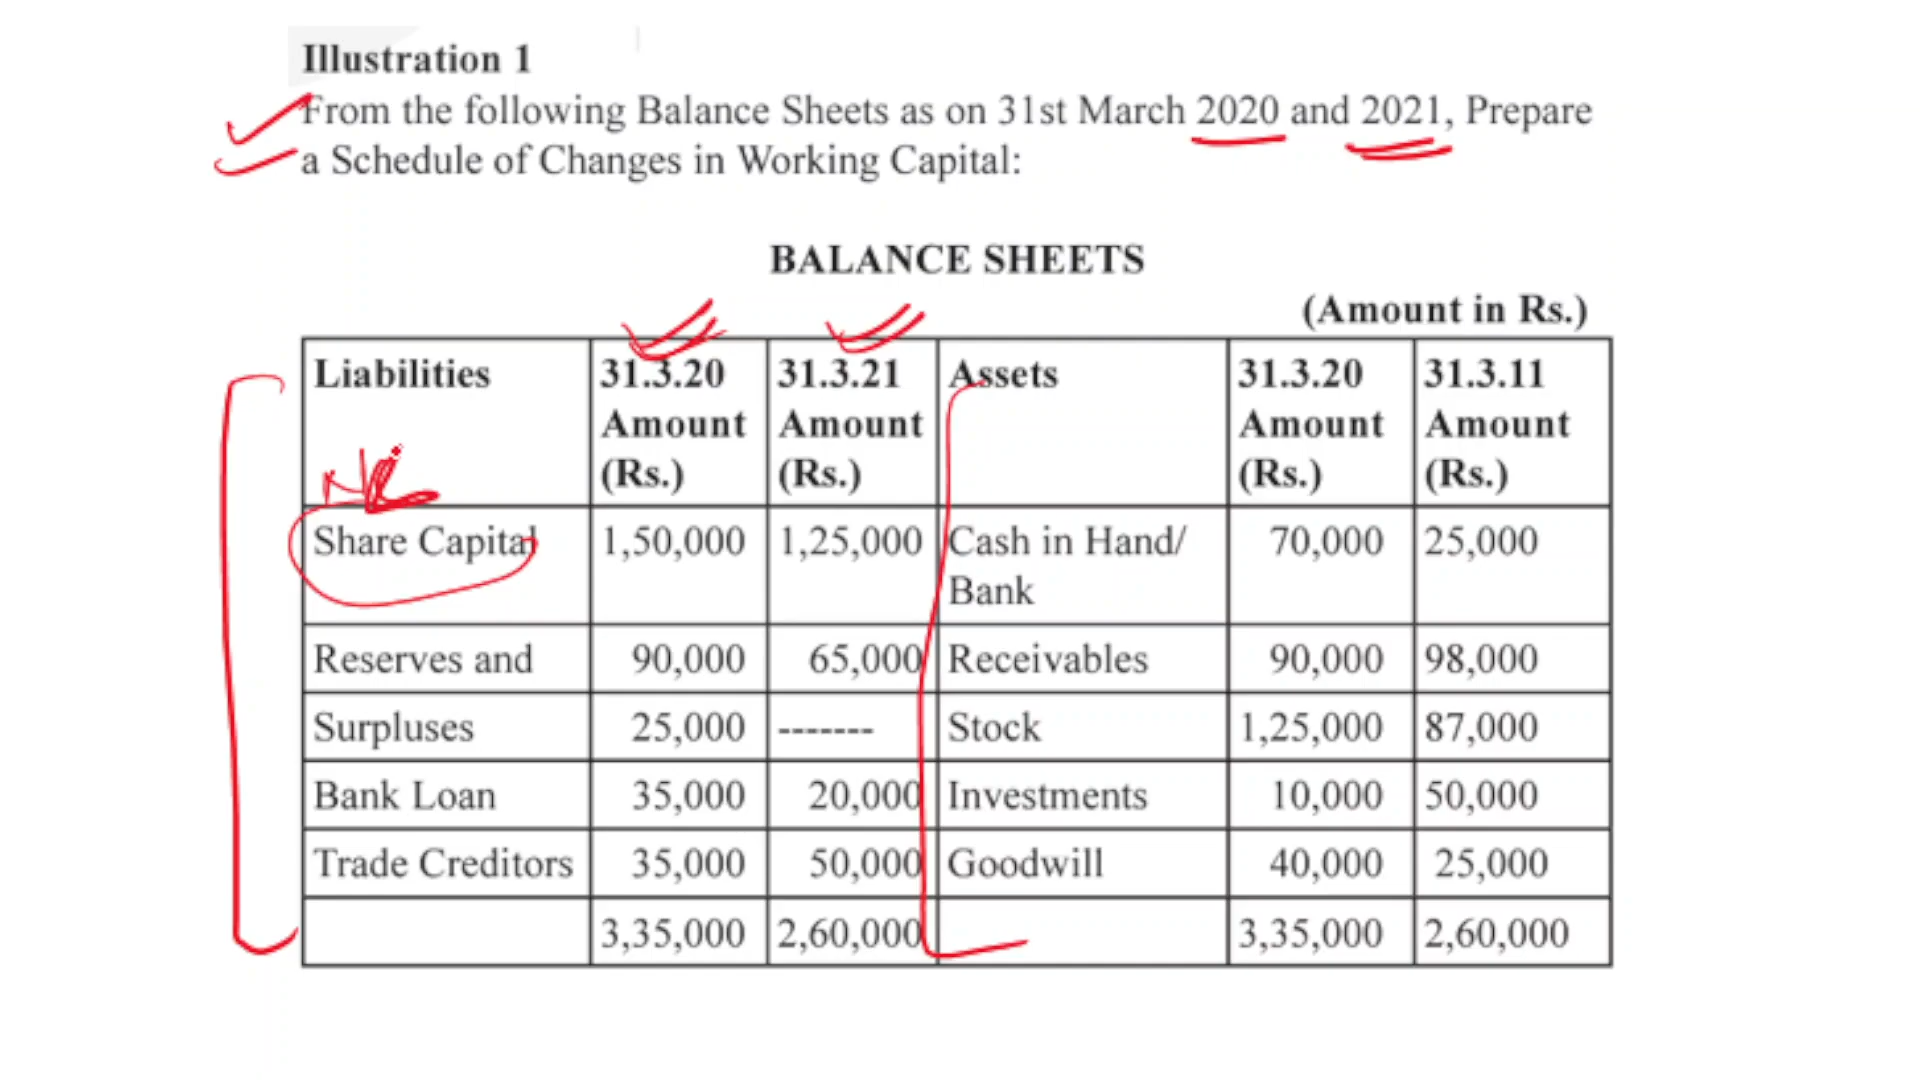 Illustration 1
From the following Balance Sheets as on 31st March 2020 and 2021, Prepare
a Schedule of Changes in Working Capital:
BALANCE SHEETS
(Amount in Rs.)
Liabilities 31.3.20 Amount (Rs.) 31.3.21 Amount (Rs.) Assets 31.3.20 Amount (Rs.) 31.3.11 Amount (Rs.)
Share Capital 1,50,000 1,25,000 Cash in Hand/ Bank 70,000 25,000
Reserves and 90,000 65,000 Receivables 90,000 98,000
Surpluses 25,000 ------- Stock 1,25,000 87,000
Bank Loan 35,000 20,000 Investments 10,000 50,000
Trade Creditors 35,000 50,000 Goodwill 40,000 25,000
3,35,000 2,60,000 3,35,000 2,60,000